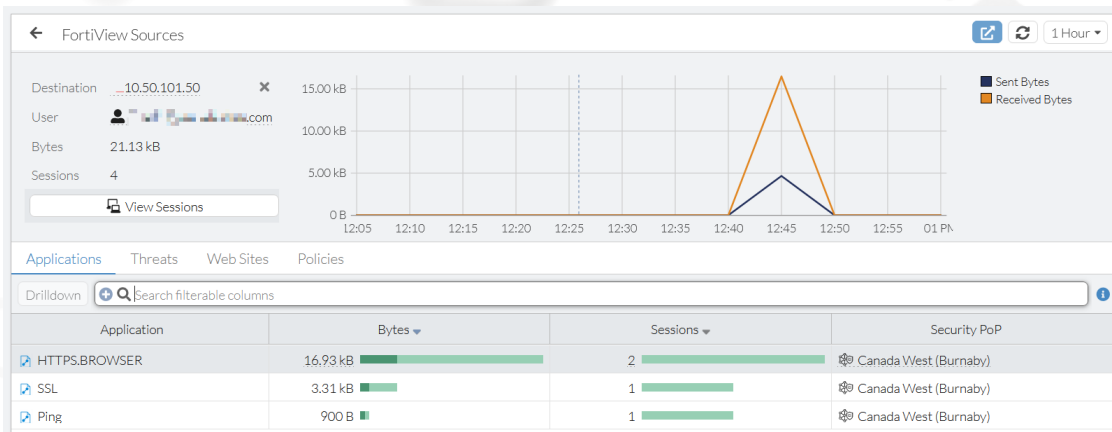 FortiView Sources
1 Hour
Destination _10.50.101.50
User .com
Bytes 21.13 kB
Sessions 4
View Sessions
15.00 kB
10.00 kB
5.00 kB
0 B
12:05 12:10 12:15 12:20 12:25 12:30 12:35 12:40 12:45 12:50 12:55 01 PM
Sent Bytes
Received Bytes
Applications Threats Web Sites Policies
Drilldown Search filterable columns
Application Bytes Sessions Security PoP
HTTPS.BROWSER 16.93 kB 2 Canada West (Burnaby)
SSL 3.31 kB 1 Canada West (Burnaby)
Ping 900 B 1 Canada West (Burnaby)